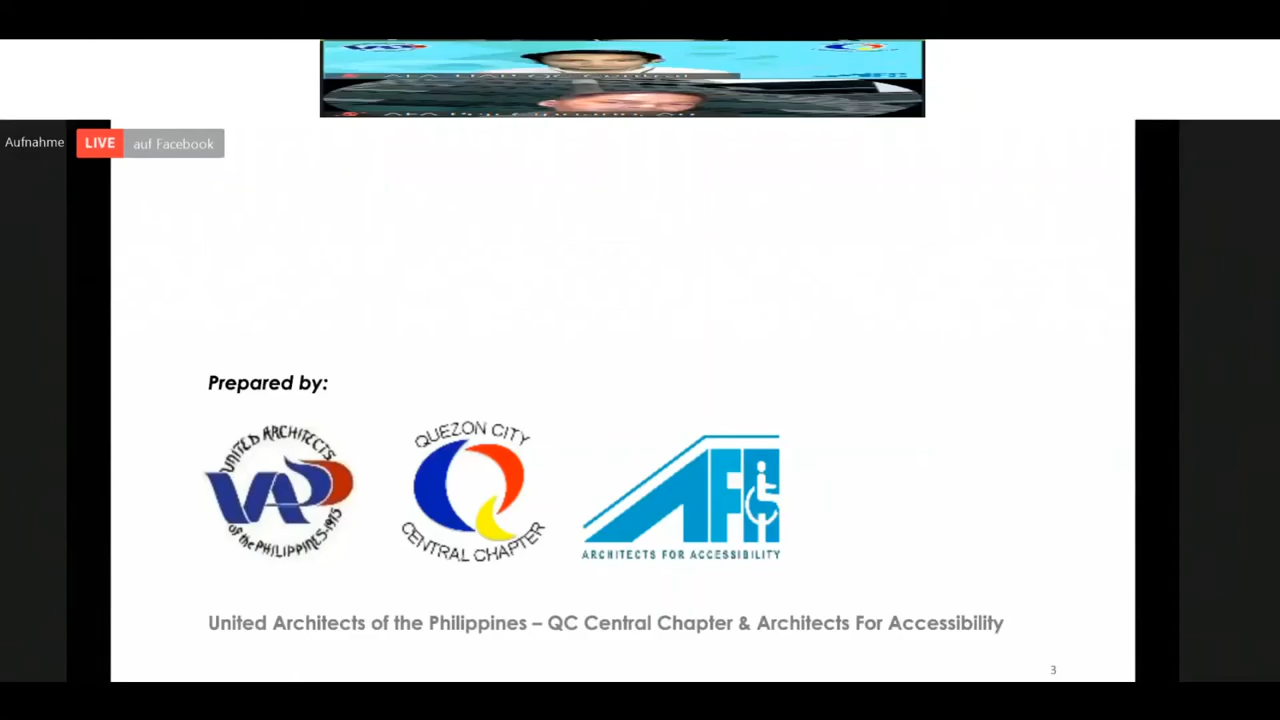 Aufnahme
LIVE auf Facebook
Prepared by:
UNITED ARCHITECTS
of the PHILIPPINES-1975
QUEZON CITY
CENTRAL CHAPTER
AFA
ARCHITECTS FOR ACCESSIBILITY
United Architects of the Philippines – QC Central Chapter & Architects For Accessibility
3